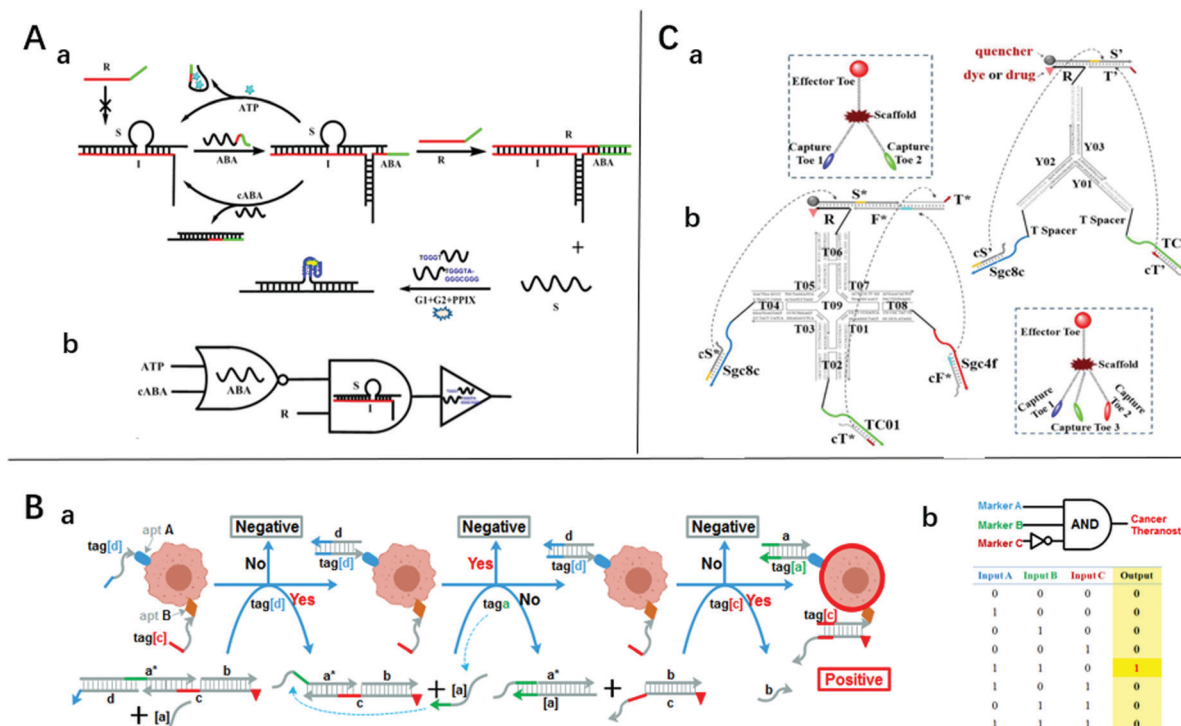 A
a
R
ATP
S
I
ABA
S
I
ABA
R
R
I
ABA
cABA
+
S
TGGGT
TGGGTA-
GGGCGGG
G1+G2+PPIX
b
ATP
cABA
ABA
R
S
I
C
a
Effector Toe
Scaffold
Capture
Toe 1
Capture
Toe 2
quencher
dye or drug
S'
T'
R
Y03
Y02
Y01
T Spacer
T Spacer
cS'
Sgc8c
TC
cT'
b
S*
T*
R
F*
T06
T05
T07
T04
T09
T08
T03
T01
T02
cS*
Sgc8c
Sgc4f
cF*
TC01
cT*
Effector Toe
Scaffold
Capture
Toe 1
Capture
Toe 2
Capture Toe 3
B
a
apt A
tag[d]
apt B
tag[c]
Negative
No
tag[d]
Yes
d
tag[d]
Negative
Yes
tag a
No
d
tag[d]
Negative
No
tag[c]
Yes
a
tag[a]
tag[c]
Positive
a*
b
d
c
+ [a]
a*
b
c
+ [a]
a*
[a]
+
b
c
b
b
Marker A
Marker B
Marker C
AND
Cancer
Theranost
Input A Input B Input C Output
0 0 0 0
1 0 0 0
0 1 0 0
0 0 1 0
1 1 0 1
1 0 1 0
0 1 1 0
1 1 1 0